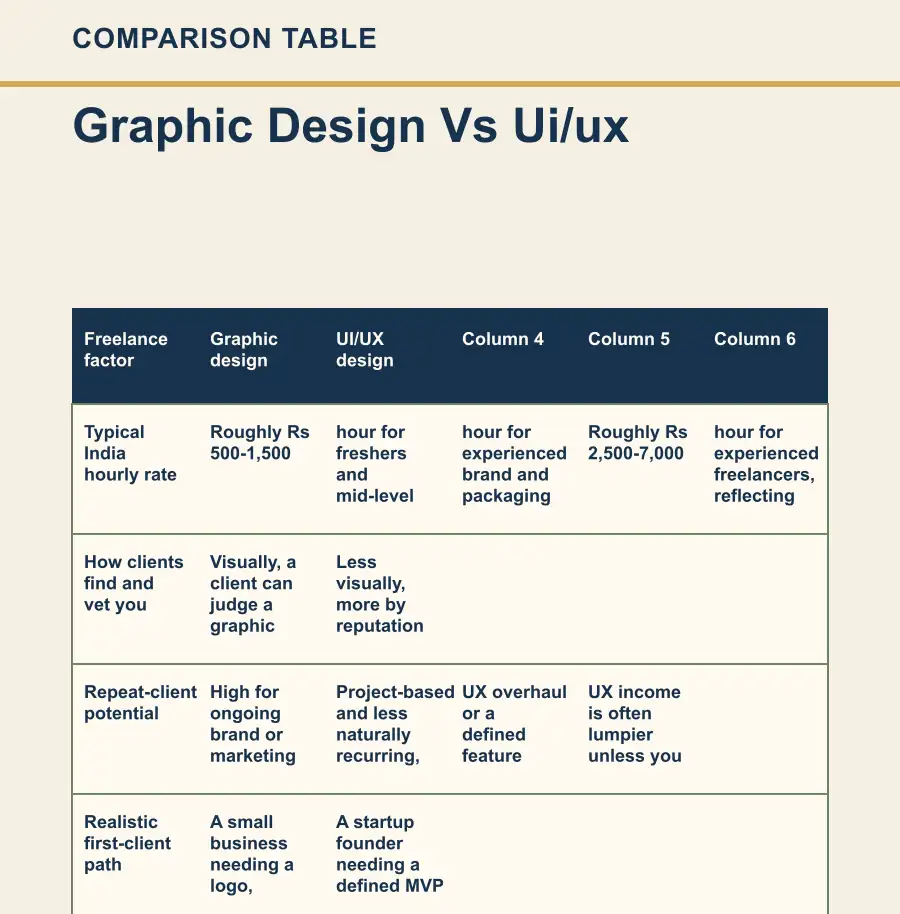 COMPARISON TABLE
Graphic Design Vs Ui/ux
Freelance
factor
Graphic
design
UI/UX
design
Column 4
Column 5
Column 6
Typical
India
hourly rate
Roughly Rs
500-1,500
hour for
freshers
and
mid-level
hour for
experienced
brand and
packaging
Roughly Rs
2,500-7,000
hour for
experienced
freelancers,
reflecting
How clients
find and
vet you
Visually, a
client can
judge a
graphic
Less
visually,
more by
reputation
Repeat-client
potential
High for
ongoing
brand or
marketing
Project-based
and less
naturally
recurring,
UX overhaul
or a
defined
feature
UX income
is often
lumpier
unless you
Realistic
first-client
path
A small
business
needing a
logo,
A startup
founder
needing a
defined MVP